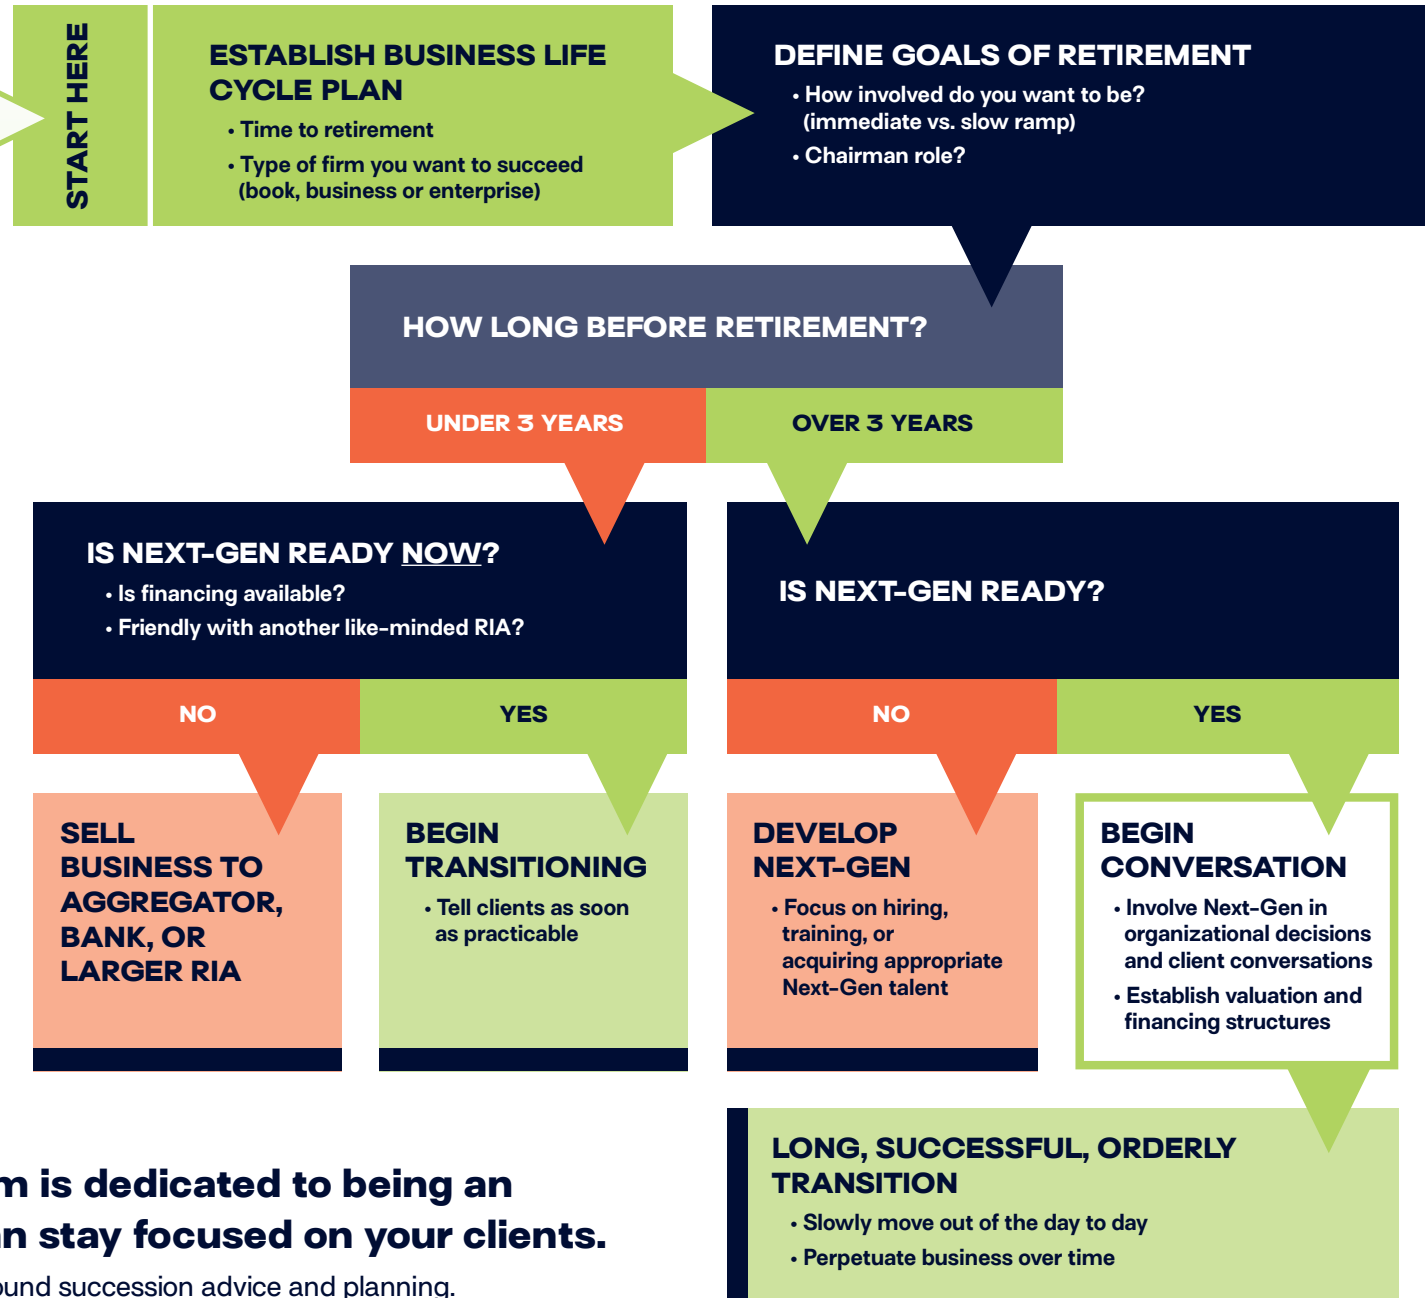 START HERE
ESTABLISH BUSINESS LIFE
CYCLE PLAN
• Time to retirement
• Type of firm you want to succeed
(book, business or enterprise)
DEFINE GOALS OF RETIREMENT
• How involved do you want to be?
(immediate vs. slow ramp)
• Chairman role?
HOW LONG BEFORE RETIREMENT?
UNDER 3 YEARS
OVER 3 YEARS
IS NEXT-GEN READY NOW?
• Is financing available?
• Friendly with another like-minded RIA?
NO
YES
IS NEXT-GEN READY?
NO
YES
SELL
BUSINESS TO
AGGREGATOR,
BANK, OR
LARGER RIA
BEGIN
TRANSITIONING
• Tell clients as soon
as practicable
DEVELOP
NEXT-GEN
• Focus on hiring,
training, or
acquiring appropriate
Next-Gen talent
BEGIN
CONVERSATION
• Involve Next-Gen in
organizational decisions
and client conversations
• Establish valuation and
financing structures
LONG, SUCCESSFUL, ORDERLY
TRANSITION
• Slowly move out of the day to day
• Perpetuate business over time
is dedicated to being an
stay focused on your clients.
succession advice and planning.